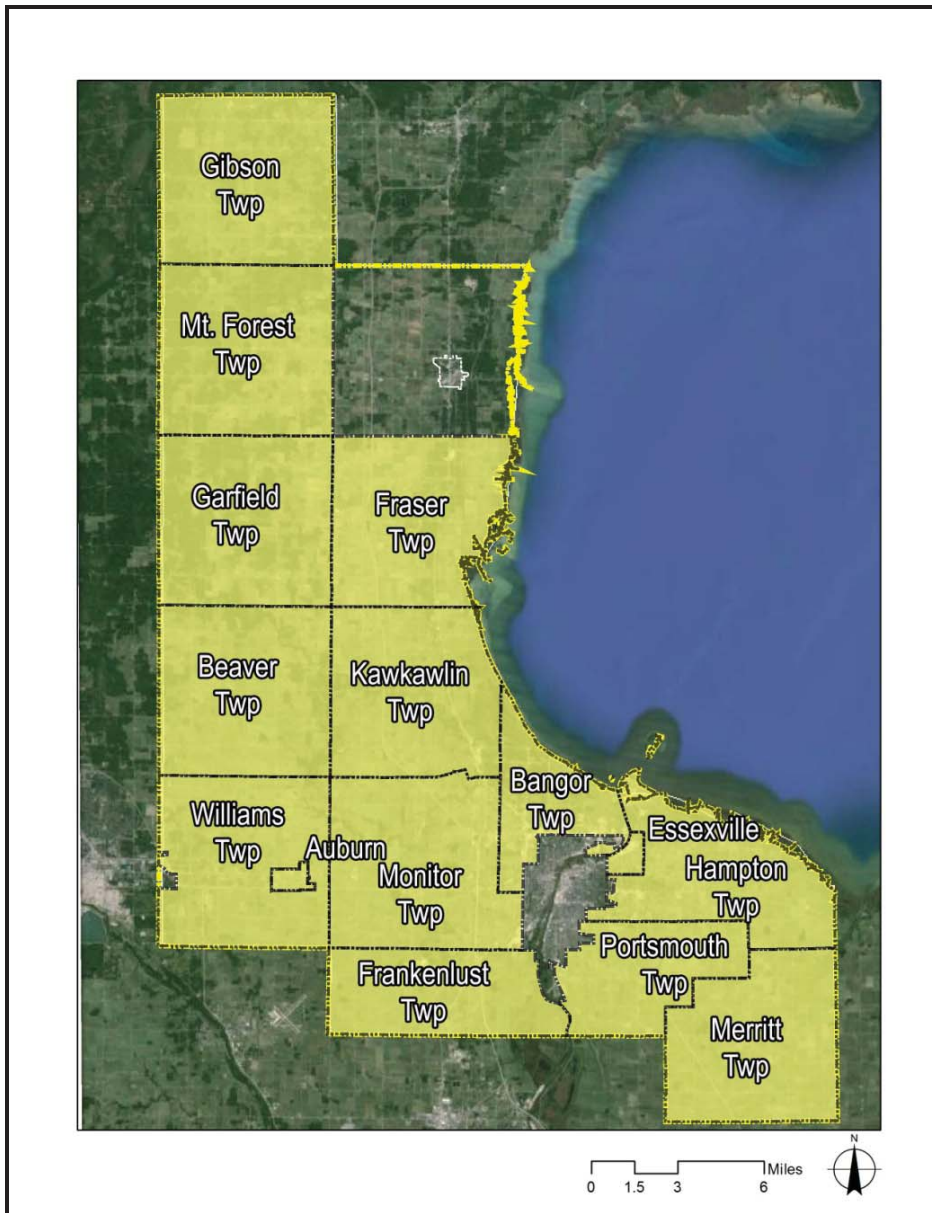 Gibson
Twp
Mt. Forest
Twp
Garfield
Twp
Fraser
Twp
Beaver
Twp
Kawkawlin
Twp
Bangor
Twp
Williams
Twp
Auburn
Monitor
Twp
Essexville
Hampton
Twp
Portsmouth
Twp
Frankenlust
Twp
Merritt
Twp
N
Miles
0 1.5 3 6